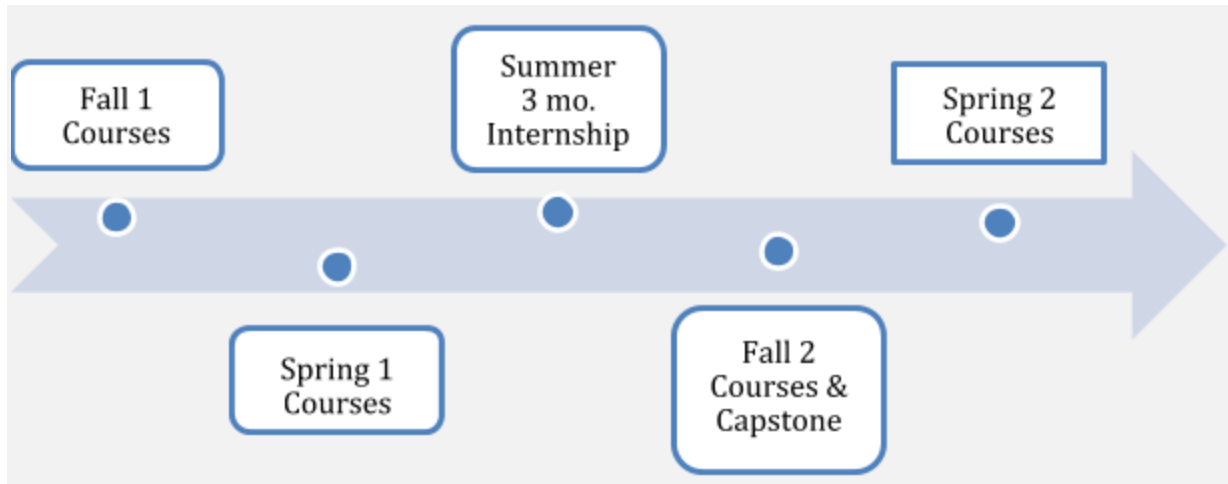 Fall 1
Courses
Spring 1
Courses
Summer
3 mo.
Internship
Fall 2
Courses &
Capstone
Spring 2
Courses